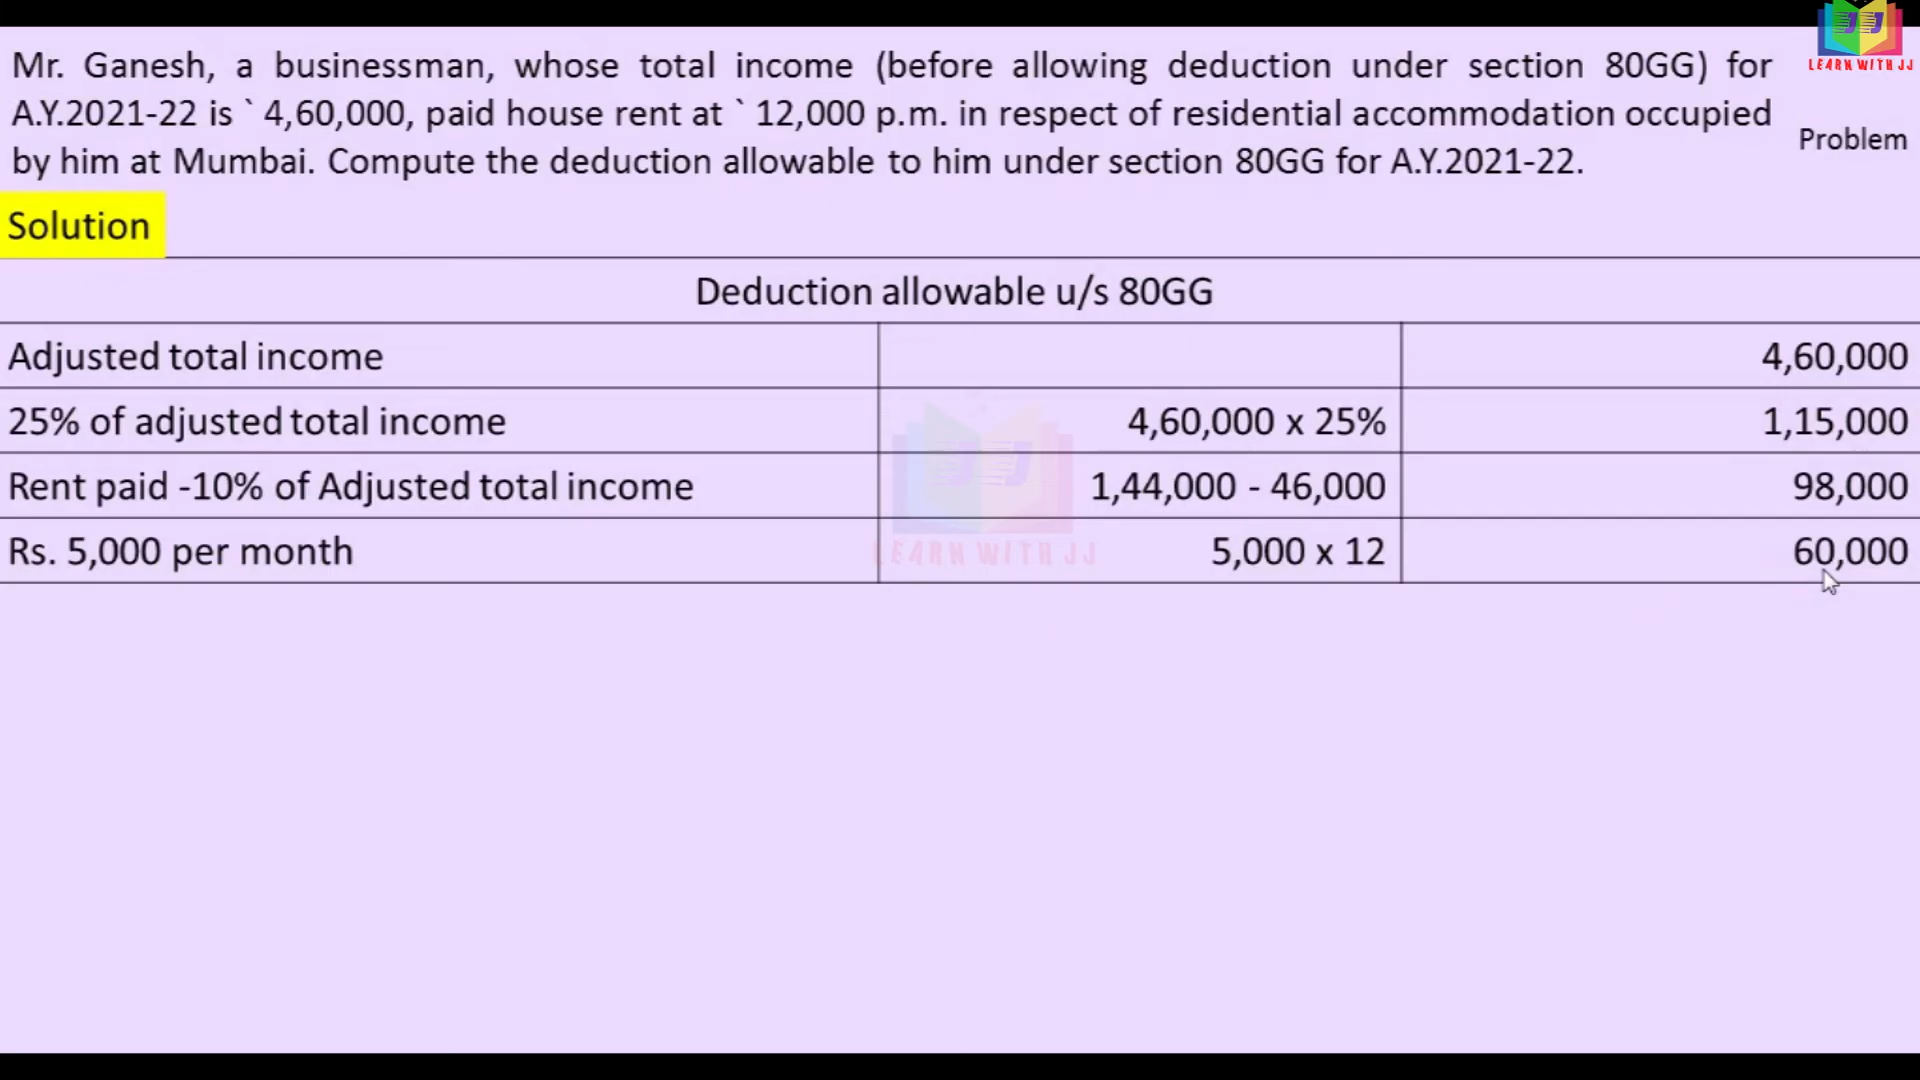 LEARN WITH JJ
Mr. Ganesh, a businessman, whose total income (before allowing deduction under section 80GG) for
A.Y.2021-22 is ` 4,60,000, paid house rent at ` 12,000 p.m. in respect of residential accommodation occupied
by him at Mumbai. Compute the deduction allowable to him under section 80GG for A.Y.2021-22.
Problem
Solution
Deduction allowable u/s 80GG
Adjusted total income 4,60,000
25% of adjusted total income 4,60,000 x 25% 1,15,000
Rent paid -10% of Adjusted total income 1,44,000 - 46,000 98,000
Rs. 5,000 per month 5,000 x 12 60,000
LEARN WITH JJ